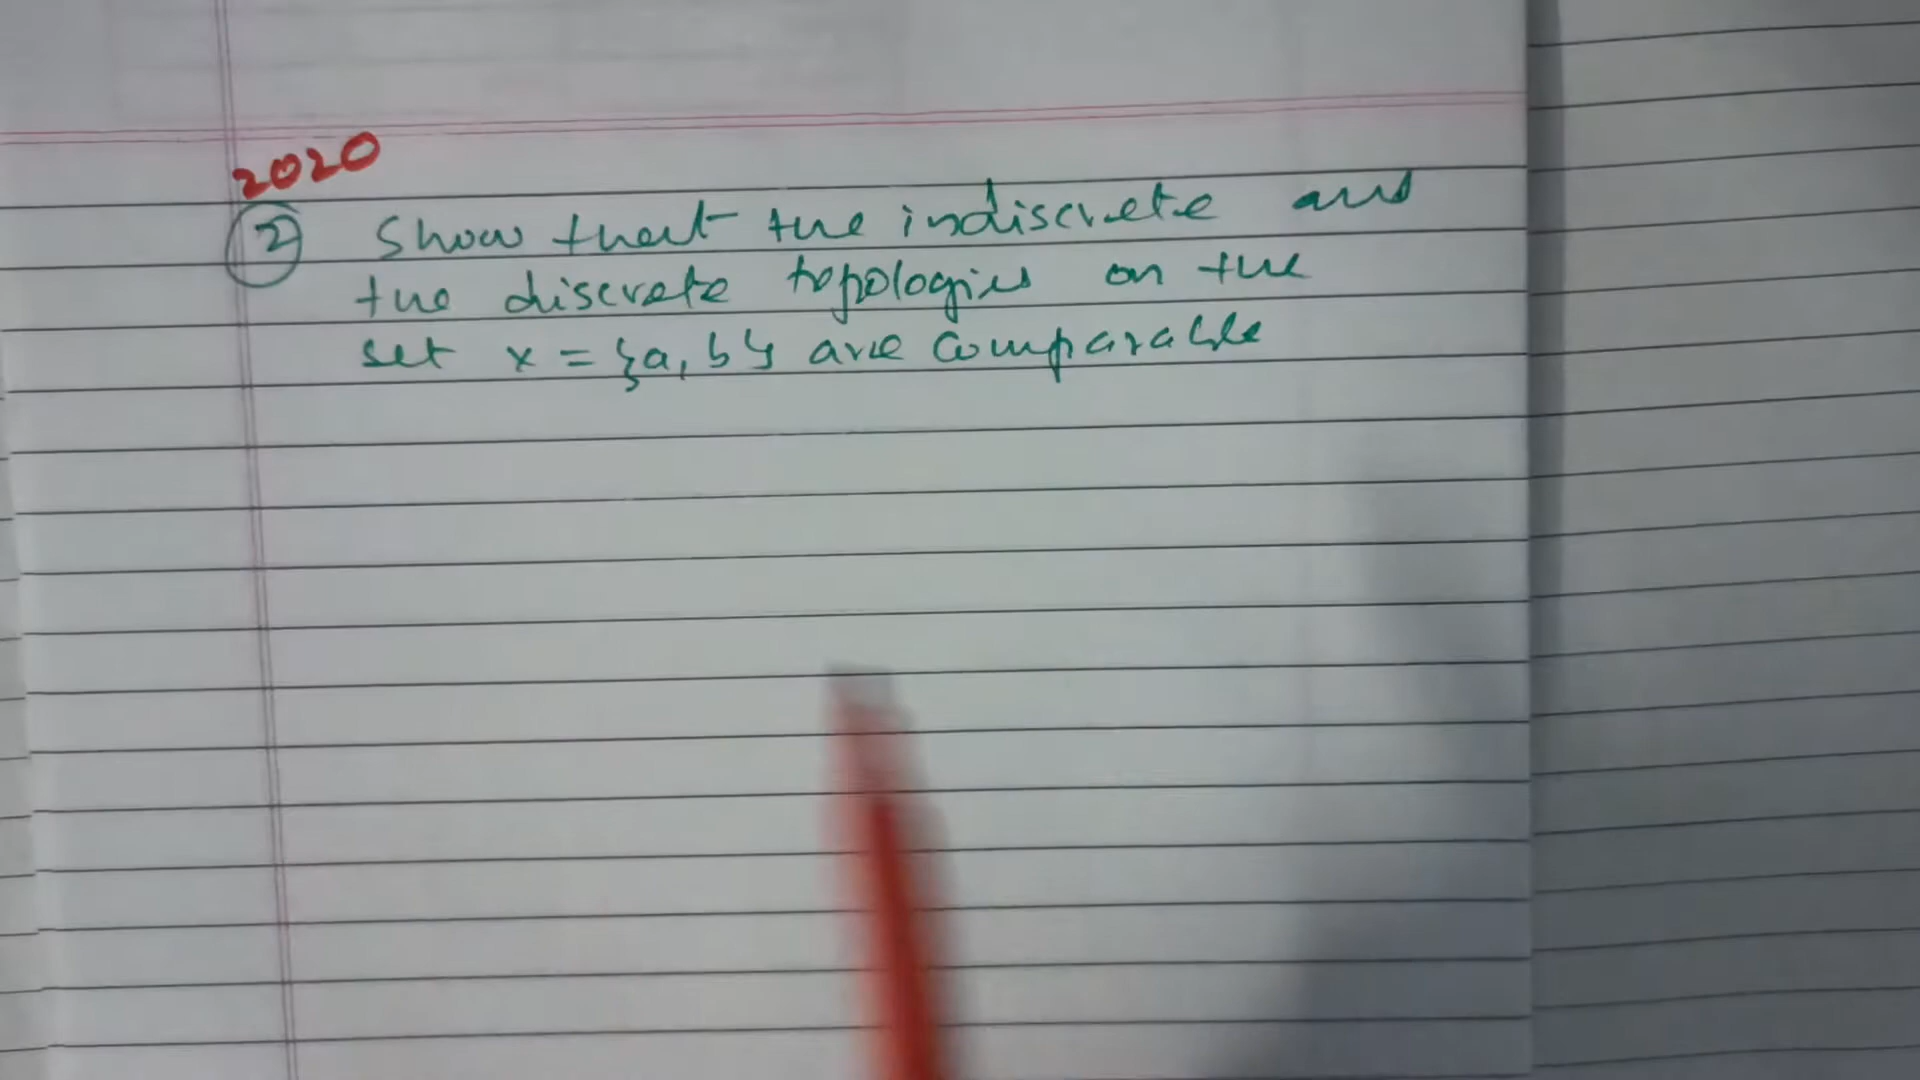 2020
② Show that the indiscrete and
the discrete topologies on the
set x = {a, b} are comparable